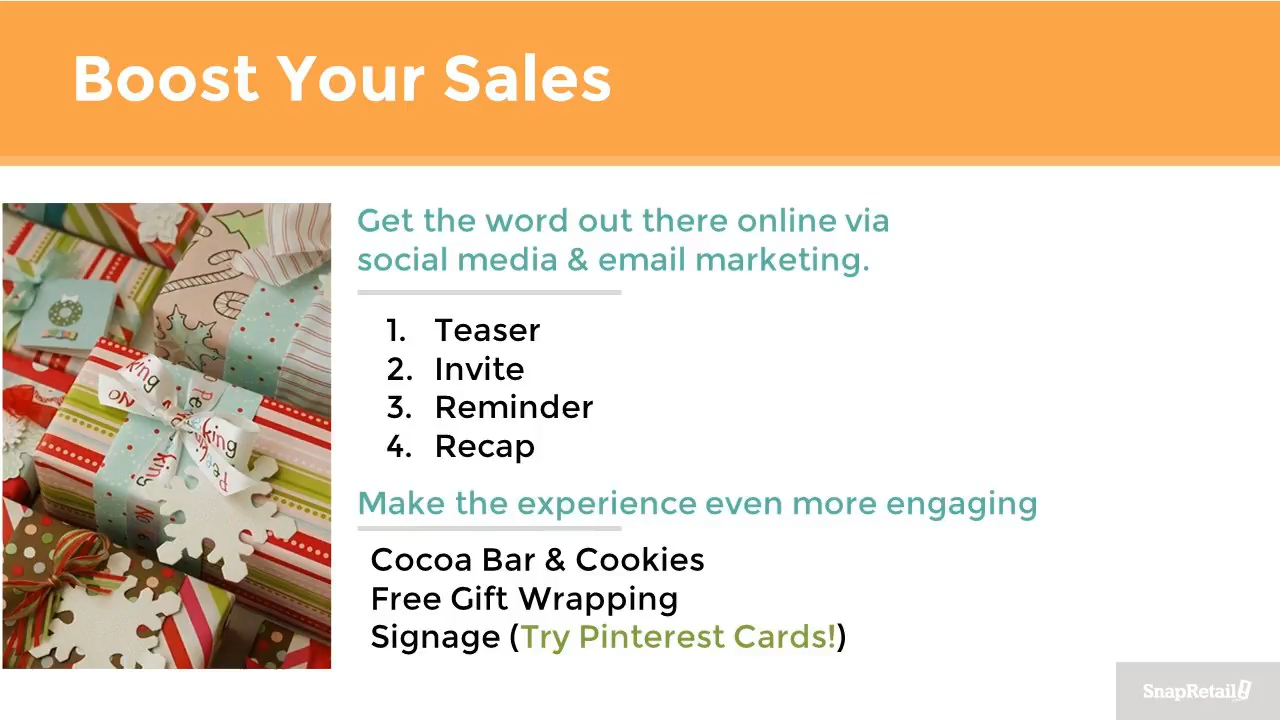 Boost Your Sales
Get the word out there online via
social media & email marketing.
1. Teaser
2. Invite
3. Reminder
4. Recap
Make the experience even more engaging
Cocoa Bar & Cookies
Free Gift Wrapping
Signage (Try Pinterest Cards!)
SnapRetail